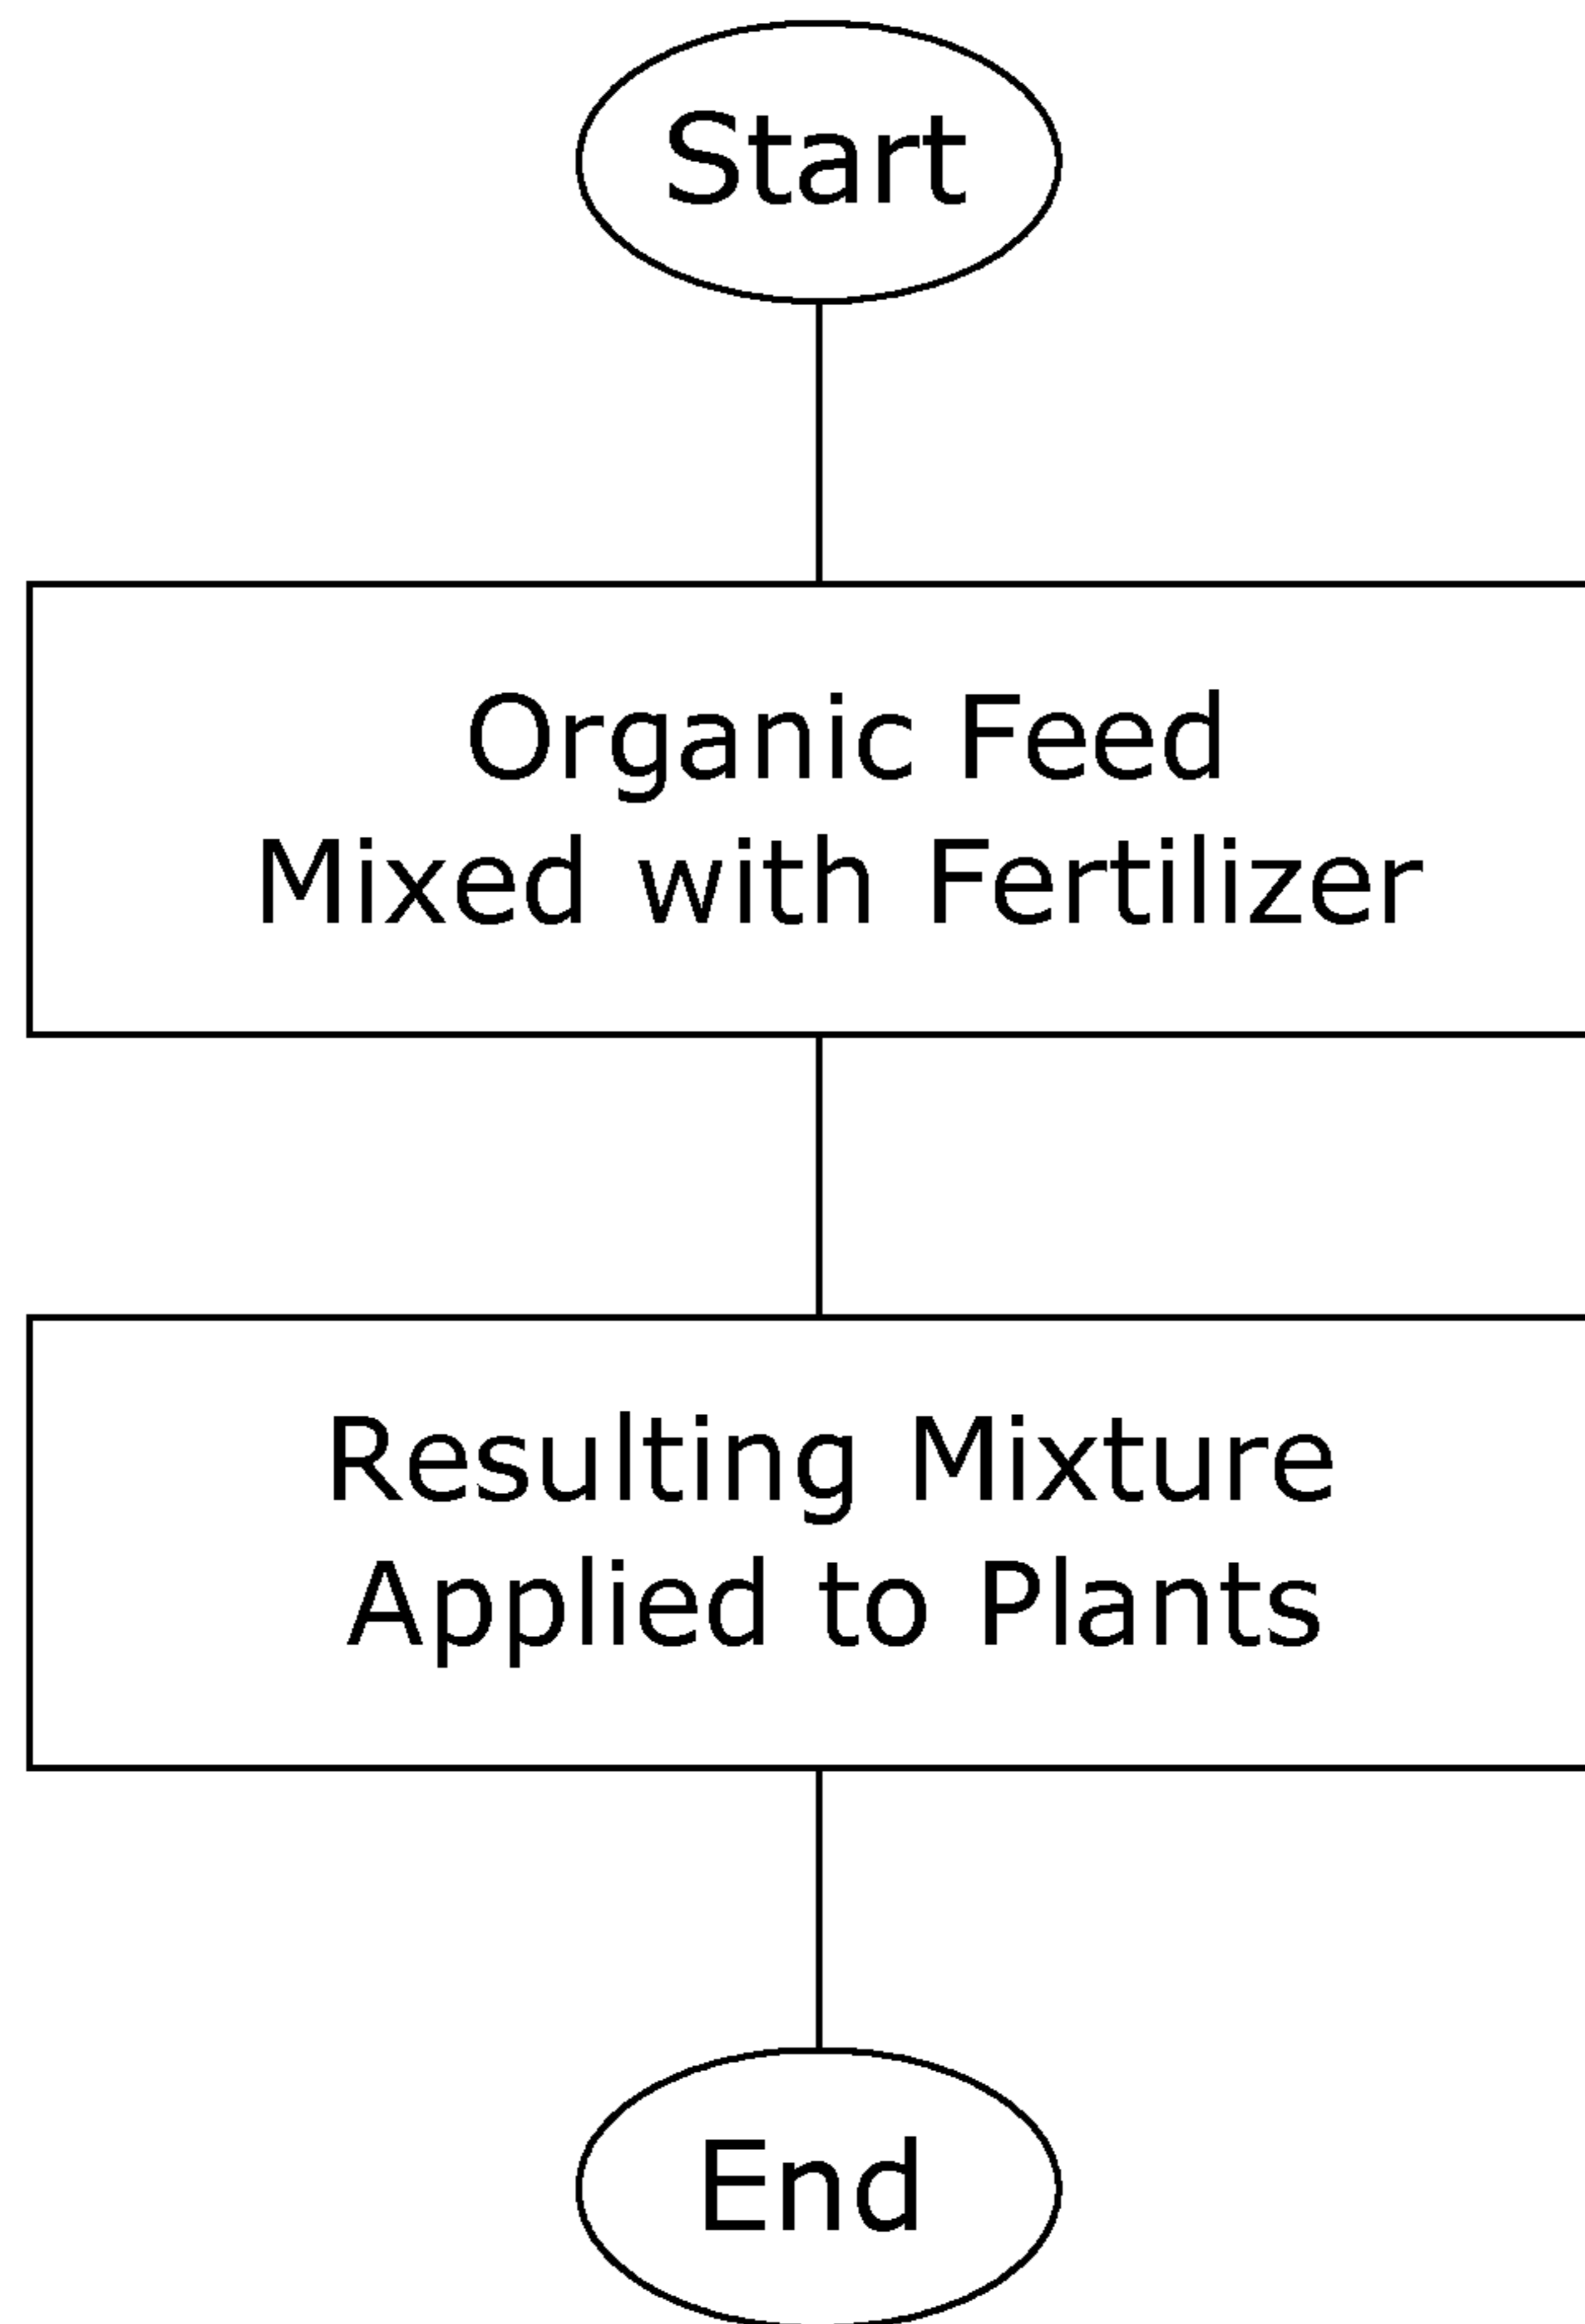 Start
Organic Feed
Mixed with Fertilizer
Resulting Mixture
Applied to Plants
End